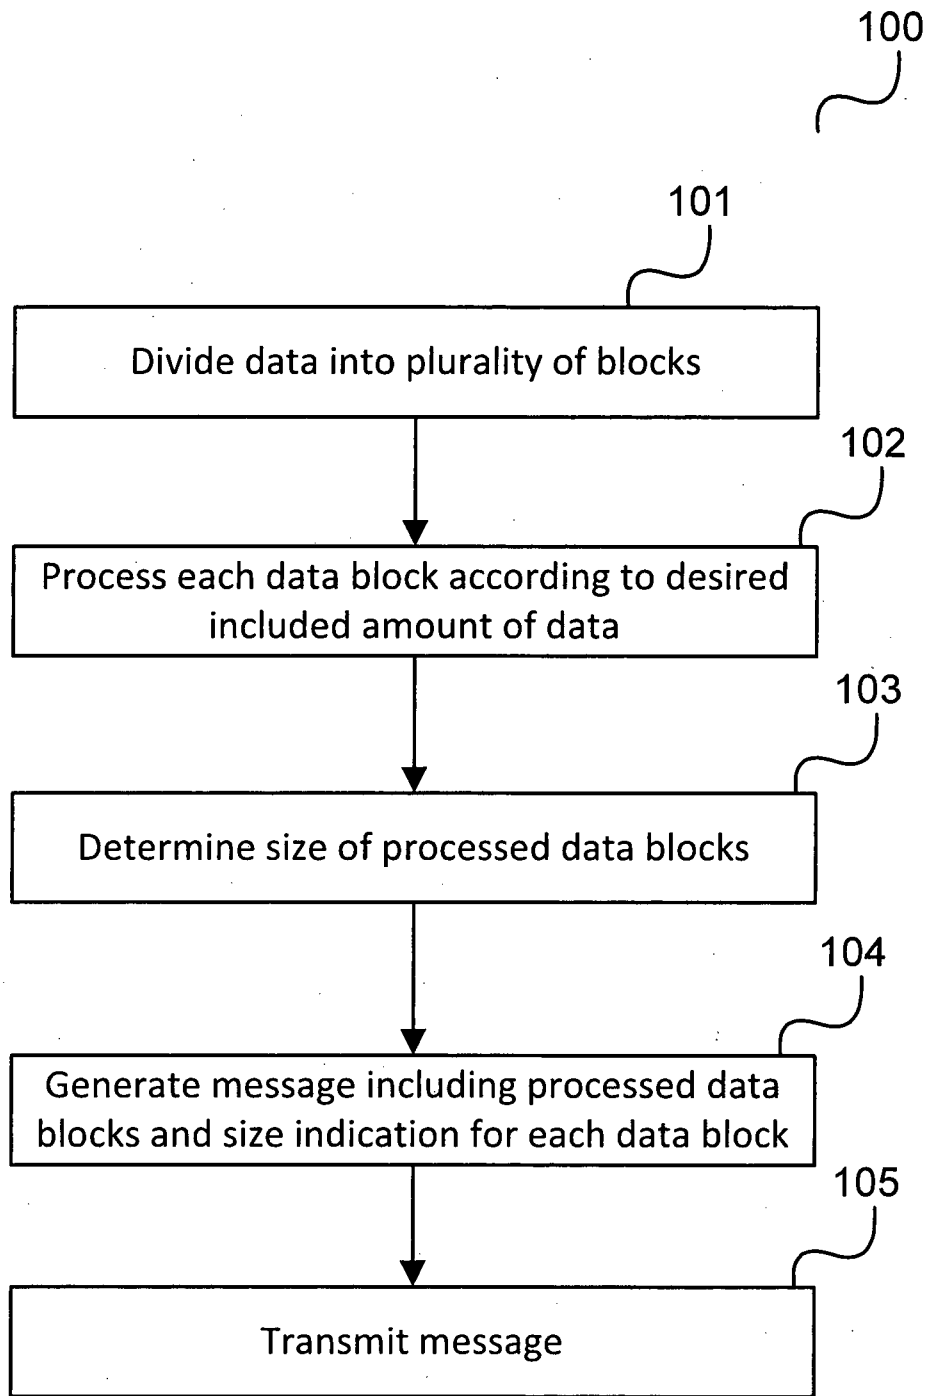 100
101
Divide data into plurality of blocks
102
Process each data block according to desired
included amount of data
103
Determine size of processed data blocks
104
Generate message including processed data
blocks and size indication for each data block
105
Transmit message